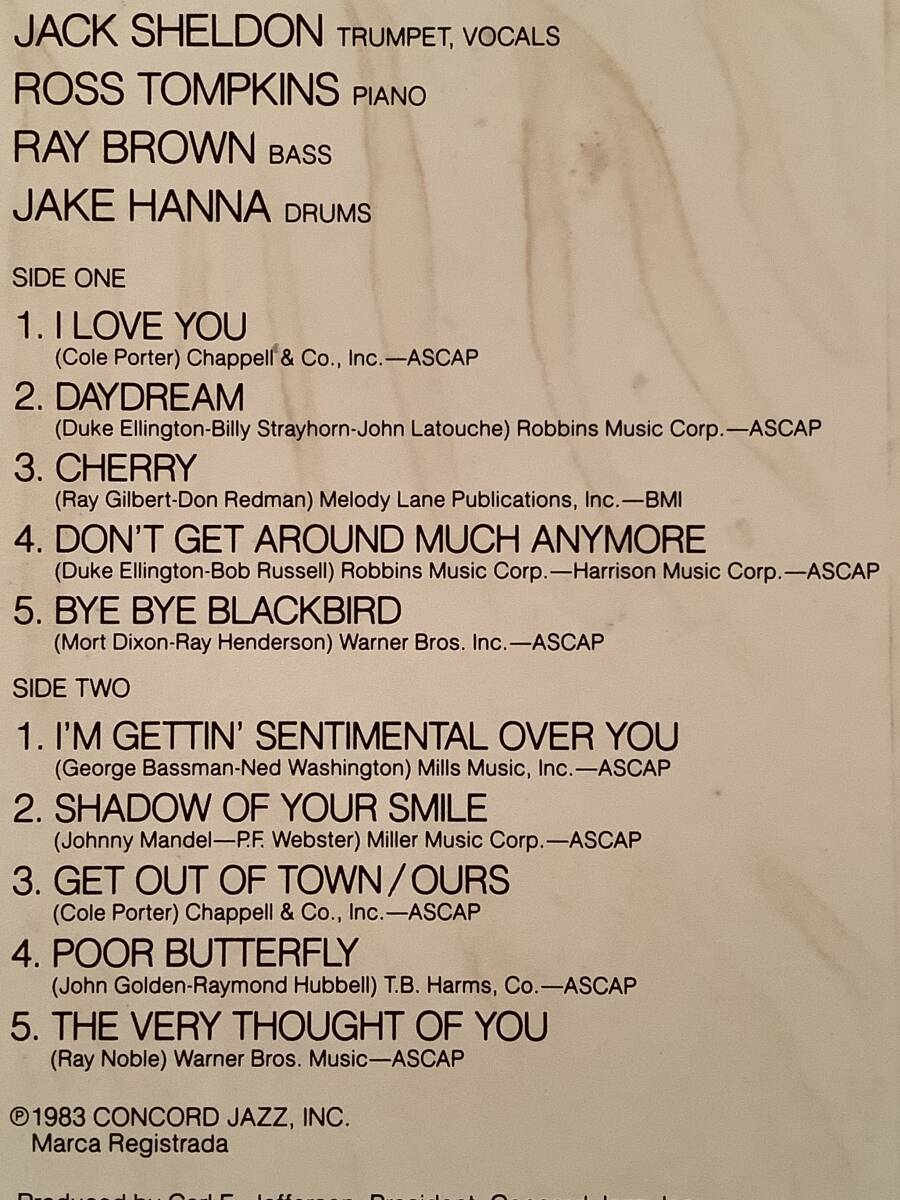 JACK SHELDON TRUMPET, VOCALS
ROSS TOMPKINS PIANO
RAY BROWN BASS
JAKE HANNA DRUMS
SIDE ONE
1. I LOVE YOU
(Cole Porter) Chappell & Co., Inc.—ASCAP
2. DAYDREAM
(Duke Ellington-Billy Strayhorn-John Latouche) Robbins Music Corp.—ASCAP
3. CHERRY
(Ray Gilbert-Don Redman) Melody Lane Publications, Inc.—BMI
4. DON'T GET AROUND MUCH ANYMORE
(Duke Ellington-Bob Russell) Robbins Music Corp.—Harrison Music Corp.—ASCAP
5. BYE BYE BLACKBIRD
(Mort Dixon-Ray Henderson) Warner Bros. Inc.—ASCAP
SIDE TWO
1. I'M GETTIN' SENTIMENTAL OVER YOU
(George Bassman-Ned Washington) Mills Music, Inc.—ASCAP
2. SHADOW OF YOUR SMILE
(Johnny Mandel—P.F. Webster) Miller Music Corp.—ASCAP
3. GET OUT OF TOWN/OURS
(Cole Porter) Chappell & Co., Inc.—ASCAP
4. POOR BUTTERFLY
(John Golden-Raymond Hubbell) T.B. Harms, Co.—ASCAP
5. THE VERY THOUGHT OF YOU
(Ray Noble) Warner Bros. Music—ASCAP
℗1983 CONCORD JAZZ, INC.
Marca Registrada
Produced by Carl E. Jefferson, President,